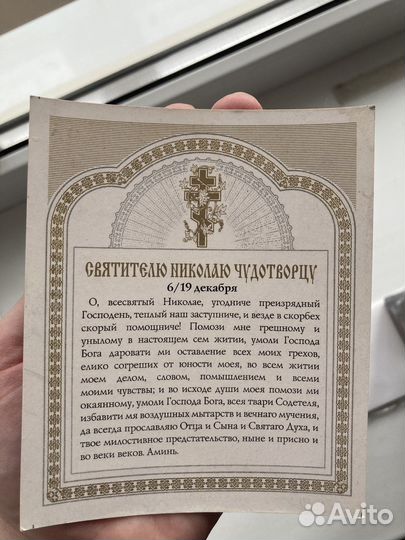 СВЯТИТЕЛЮ НИКОЛАЮ ЧУДОТВОРЦУ
6/19 декабря
О, всесвятый Николае, угодниче преизрядный
Господень, теплый наш заступниче, и везде в скорбех
скорый помощниче! Помози мне грешному и
унылому в настоящем сем житии, умоли Господа
Бога даровати ми оставление всех моих грехов,
елико согреших от юности моея, во всем житии
моем делом, словом, помышлением и всеми
моими чувствы; и во исходе души моея помози ми
окаянному, умоли Господа Бога, всея твари Содетеля,
избавити мя воздушных мытарств и вечнаго мучения,
да всегда прославляю Отца и Сына и Святаго Духа, и
твое милостивное предстательство, ныне и присно и
во веки веков. Аминь.
Avito